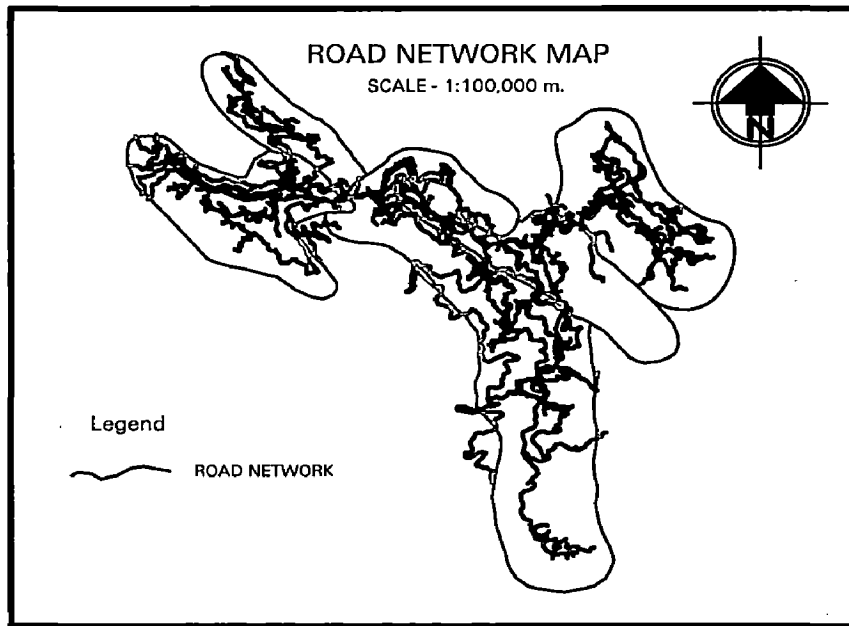 ROAD NETWORK MAP
SCALE - 1:100,000 m.
N
Legend
ROAD NETWORK